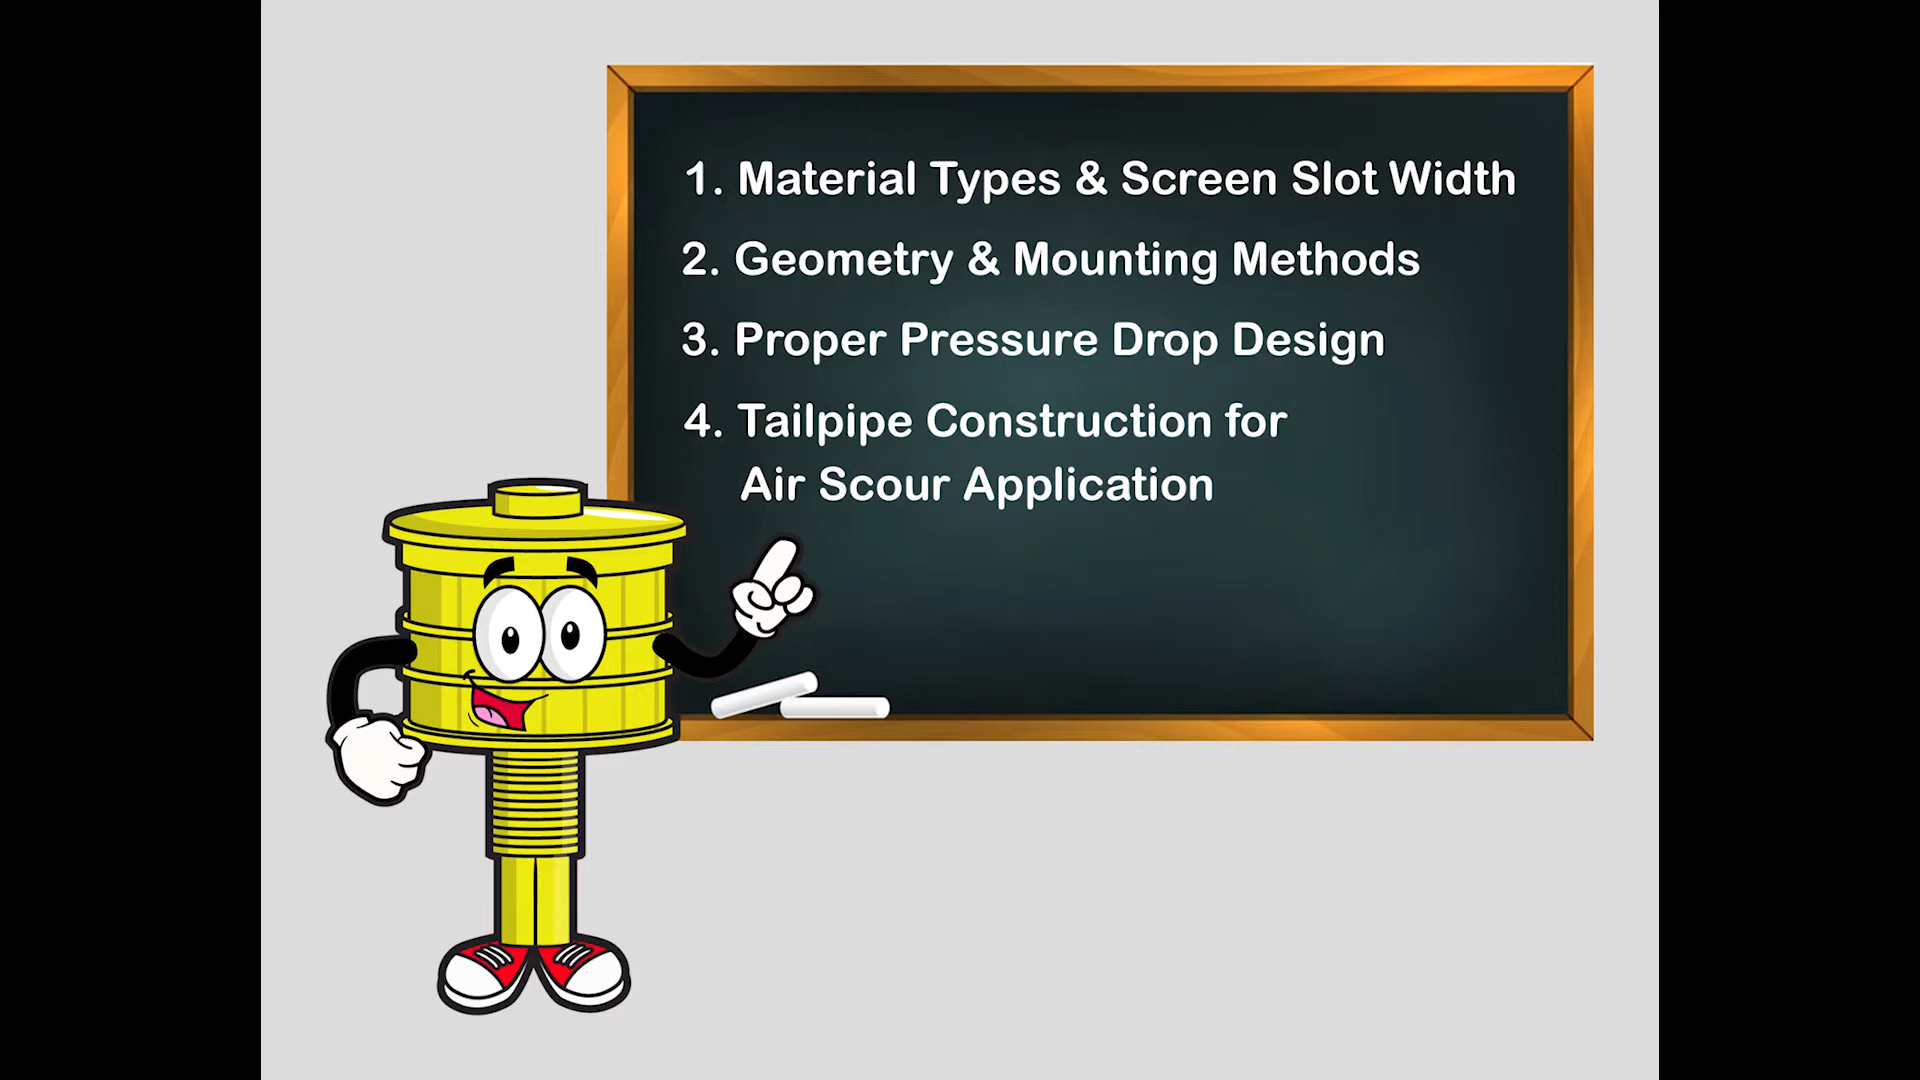 1. Material Types & Screen Slot Width
2. Geometry & Mounting Methods
3. Proper Pressure Drop Design
4. Tailpipe Construction for
Air Scour Application